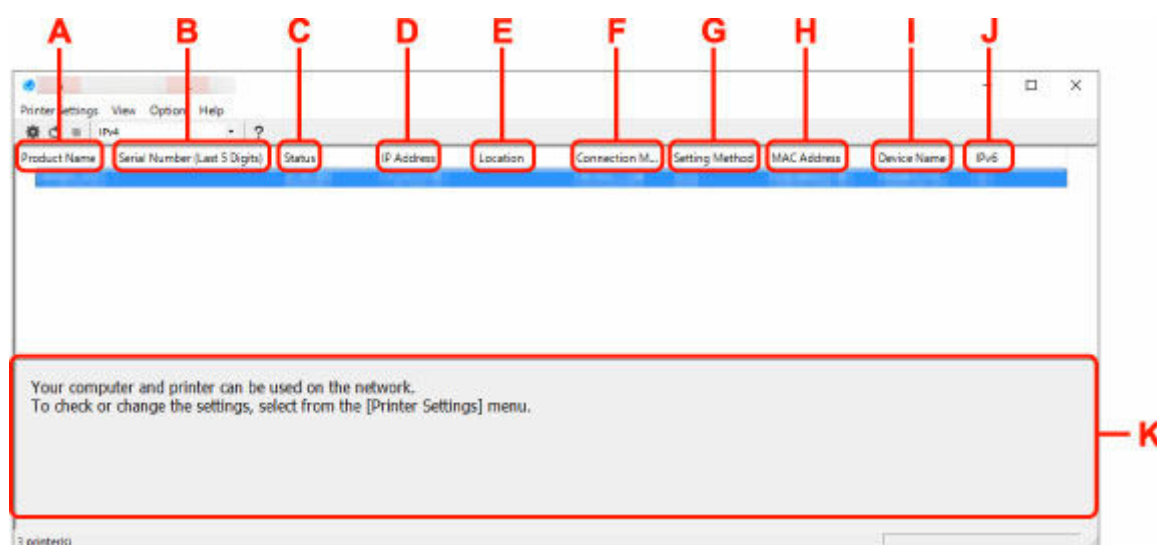 A B C D E F G H I J
Printer Settings View Option Help
IPv4 ?
Product Name Serial Number (Last 5 Digits) Status IP Address Location Connection M... Setting Method MAC Address Device Name IPv6
Your computer and printer can be used on the network.
To check or change the settings, select from the [Printer Settings] menu.
K
3 printer(s)